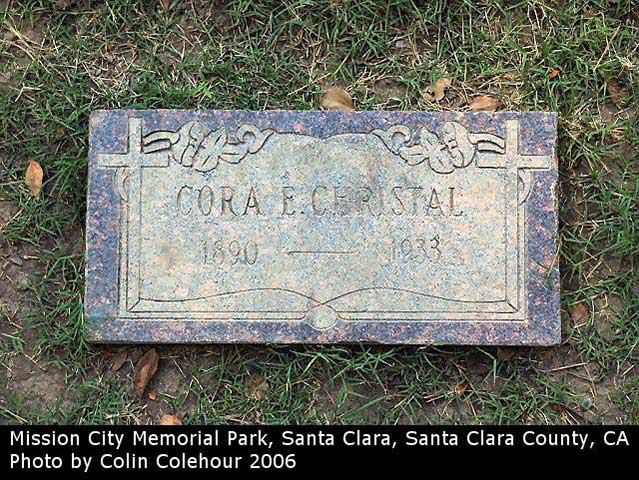 CORA E. CHRISTAL
1890 — 1933
Mission City Memorial Park, Santa Clara, Santa Clara County, CA
Photo by Colin Colehour 2006